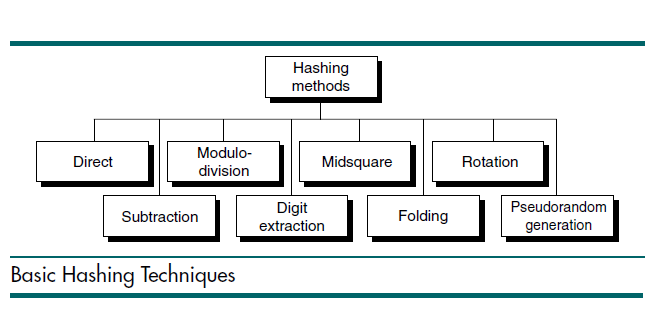 Hashing
methods
Direct
Modulo-
division
Midsquare
Rotation
Subtraction
Digit
extraction
Folding
Pseudorandom
generation
Basic Hashing Techniques